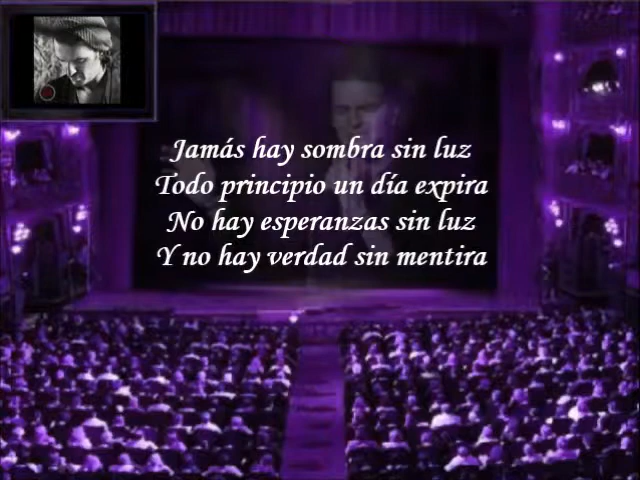 Jamás hay sombra sin luz
Todo principio un día expira
No hay esperanzas sin luz
Y no hay verdad sin mentira